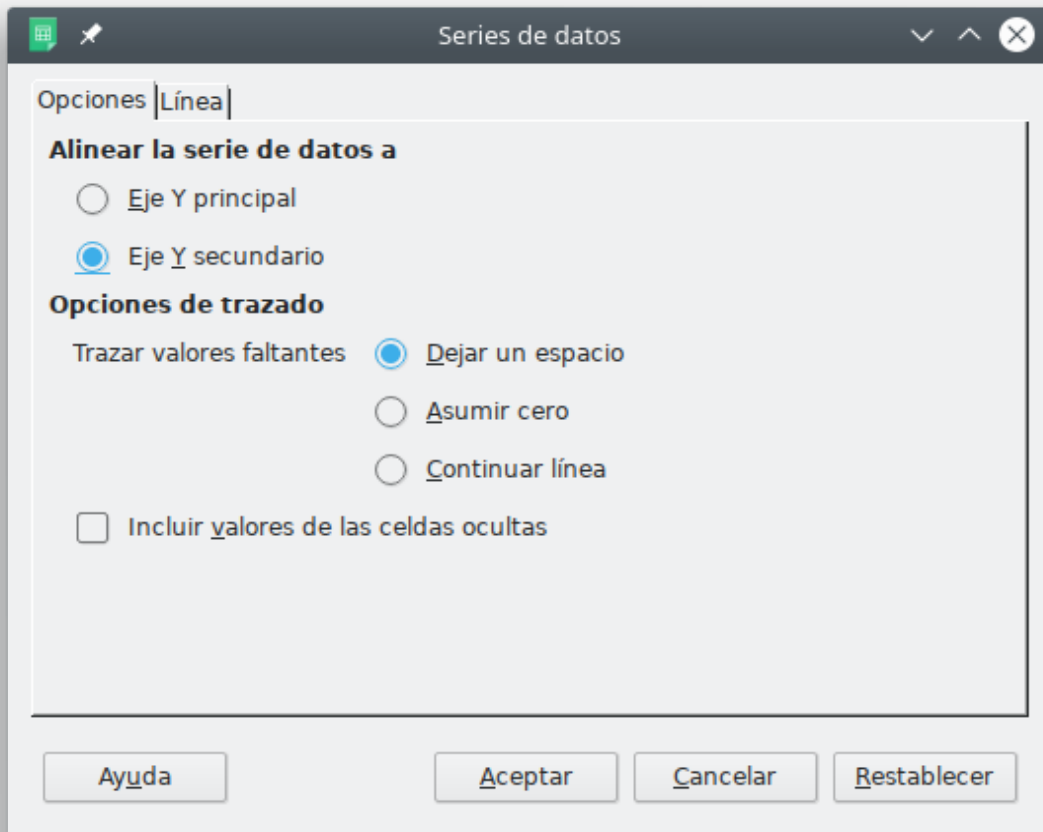 Series de datos
Opciones Línea
Alinear la serie de datos a
Eje Y principal
Eje Y secundario
Opciones de trazado
Trazar valores faltantes Dejar un espacio
Asumir cero
Continuar línea
Incluir valores de las celdas ocultas
Ayuda Aceptar Cancelar Restablecer